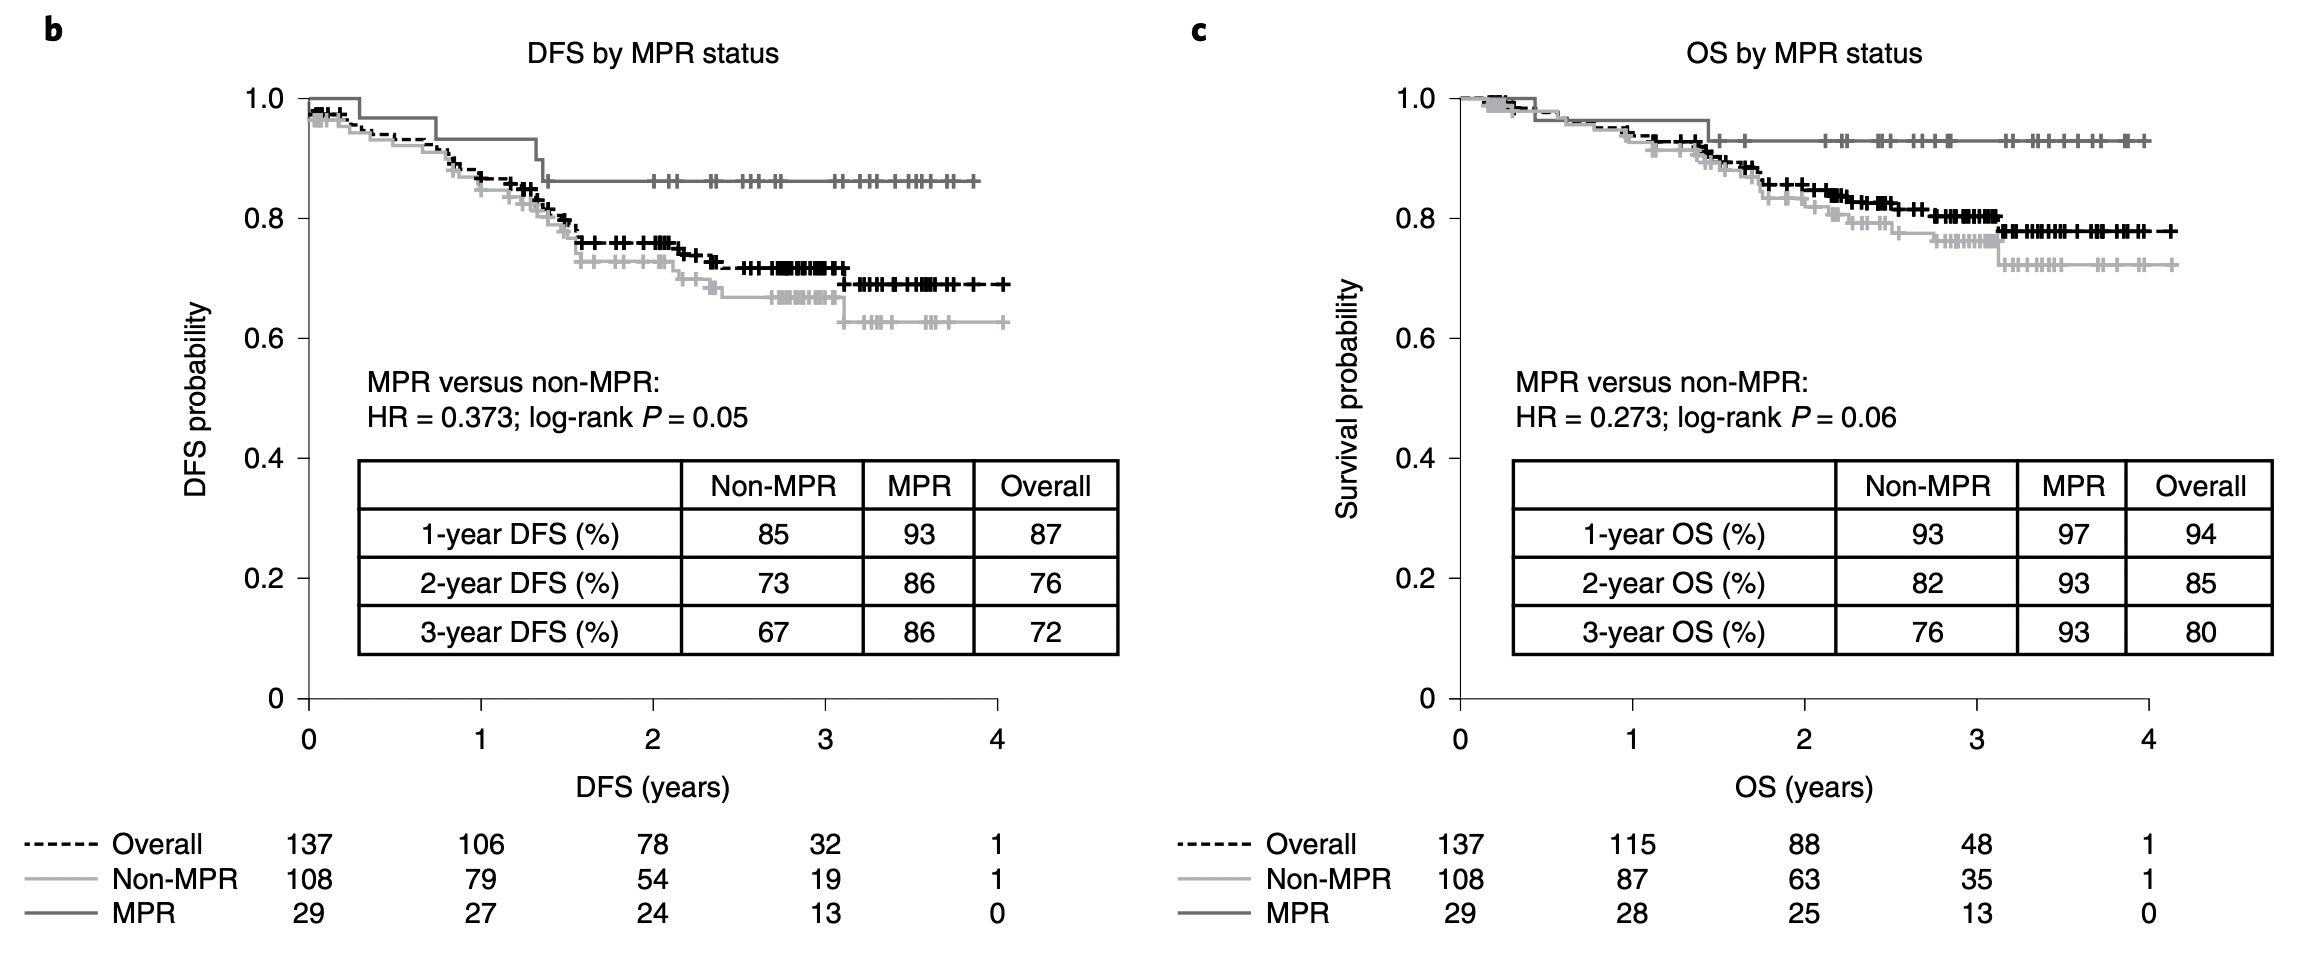 b
DFS by MPR status
1.0
0.8
0.6
0.4
0.2
0
DFS probability
MPR versus non-MPR:
HR = 0.373; log-rank P = 0.05
Non-MPR MPR Overall
1-year DFS (%) 85 93 87
2-year DFS (%) 73 86 76
3-year DFS (%) 67 86 72
0 1 2 3 4
DFS (years)
Overall 137 106 78 32 1
Non-MPR 108 79 54 19 1
MPR 29 27 24 13 0
c
OS by MPR status
1.0
0.8
0.6
0.4
0.2
0
Survival probability
MPR versus non-MPR:
HR = 0.273; log-rank P = 0.06
Non-MPR MPR Overall
1-year OS (%) 93 97 94
2-year OS (%) 82 93 85
3-year OS (%) 76 93 80
0 1 2 3 4
OS (years)
Overall 137 115 88 48 1
Non-MPR 108 87 63 35 1
MPR 29 28 25 13 0